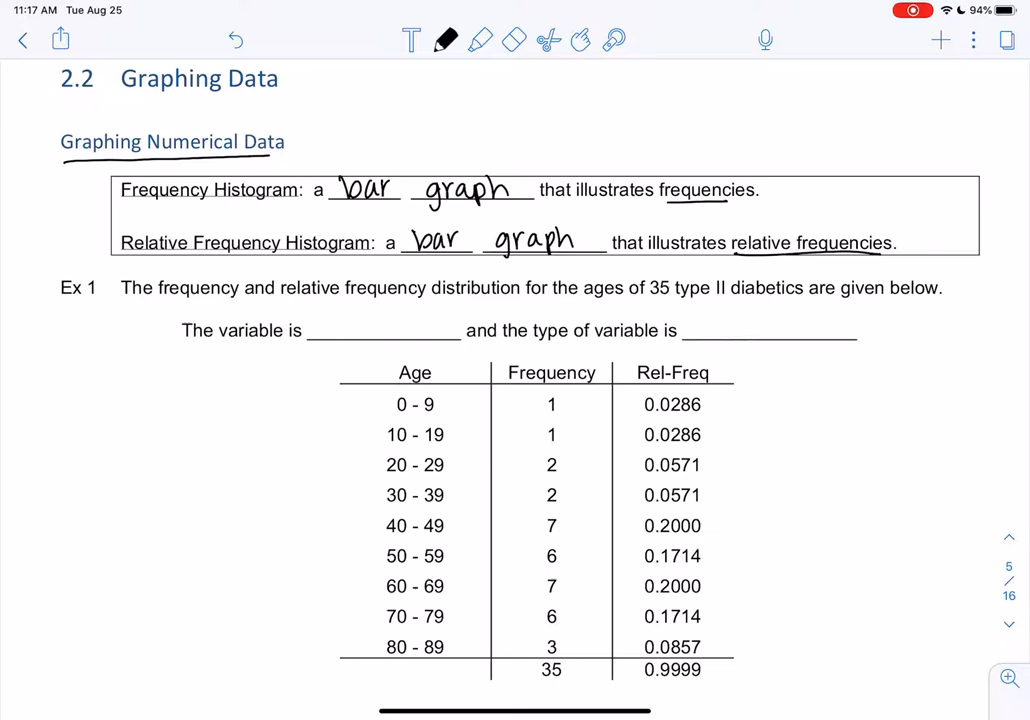 11:17 AM Tue Aug 25 94%
2.2 Graphing Data
Graphing Numerical Data
Frequency Histogram: a bar graph that illustrates frequencies.
Relative Frequency Histogram: a bar graph that illustrates relative frequencies.
Ex 1 The frequency and relative frequency distribution for the ages of 35 type II diabetics are given below.
The variable is ______________ and the type of variable is ________________
Age Frequency Rel-Freq
0 - 9 1 0.0286
10 - 19 1 0.0286
20 - 29 2 0.0571
30 - 39 2 0.0571
40 - 49 7 0.2000
50 - 59 6 0.1714
60 - 69 7 0.2000
70 - 79 6 0.1714
80 - 89 3 0.0857
35 0.9999
5
/
16